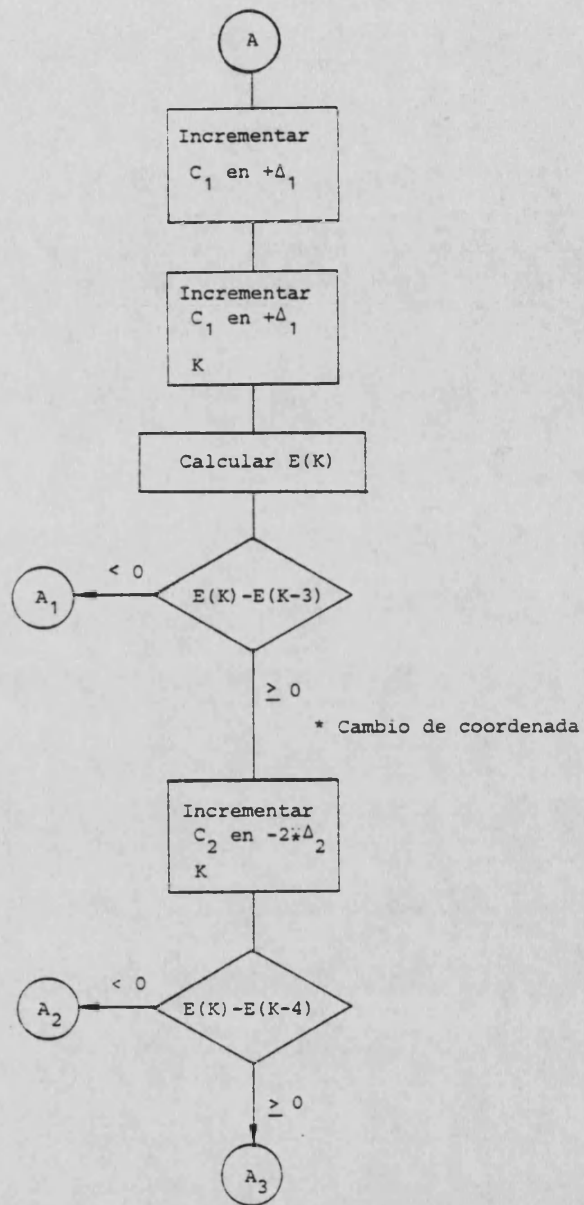 A
Incrementar
C₁ en +Δ₁
Incrementar
C₁ en +Δ₁
K
Calcular E(K)
< 0
A₁
E(K)-E(K-3)
≥ 0
* Cambio de coordenada
Incrementar
C₂ en -2*Δ₂
K
< 0
A₂
E(K)-E(K-4)
≥ 0
A₃